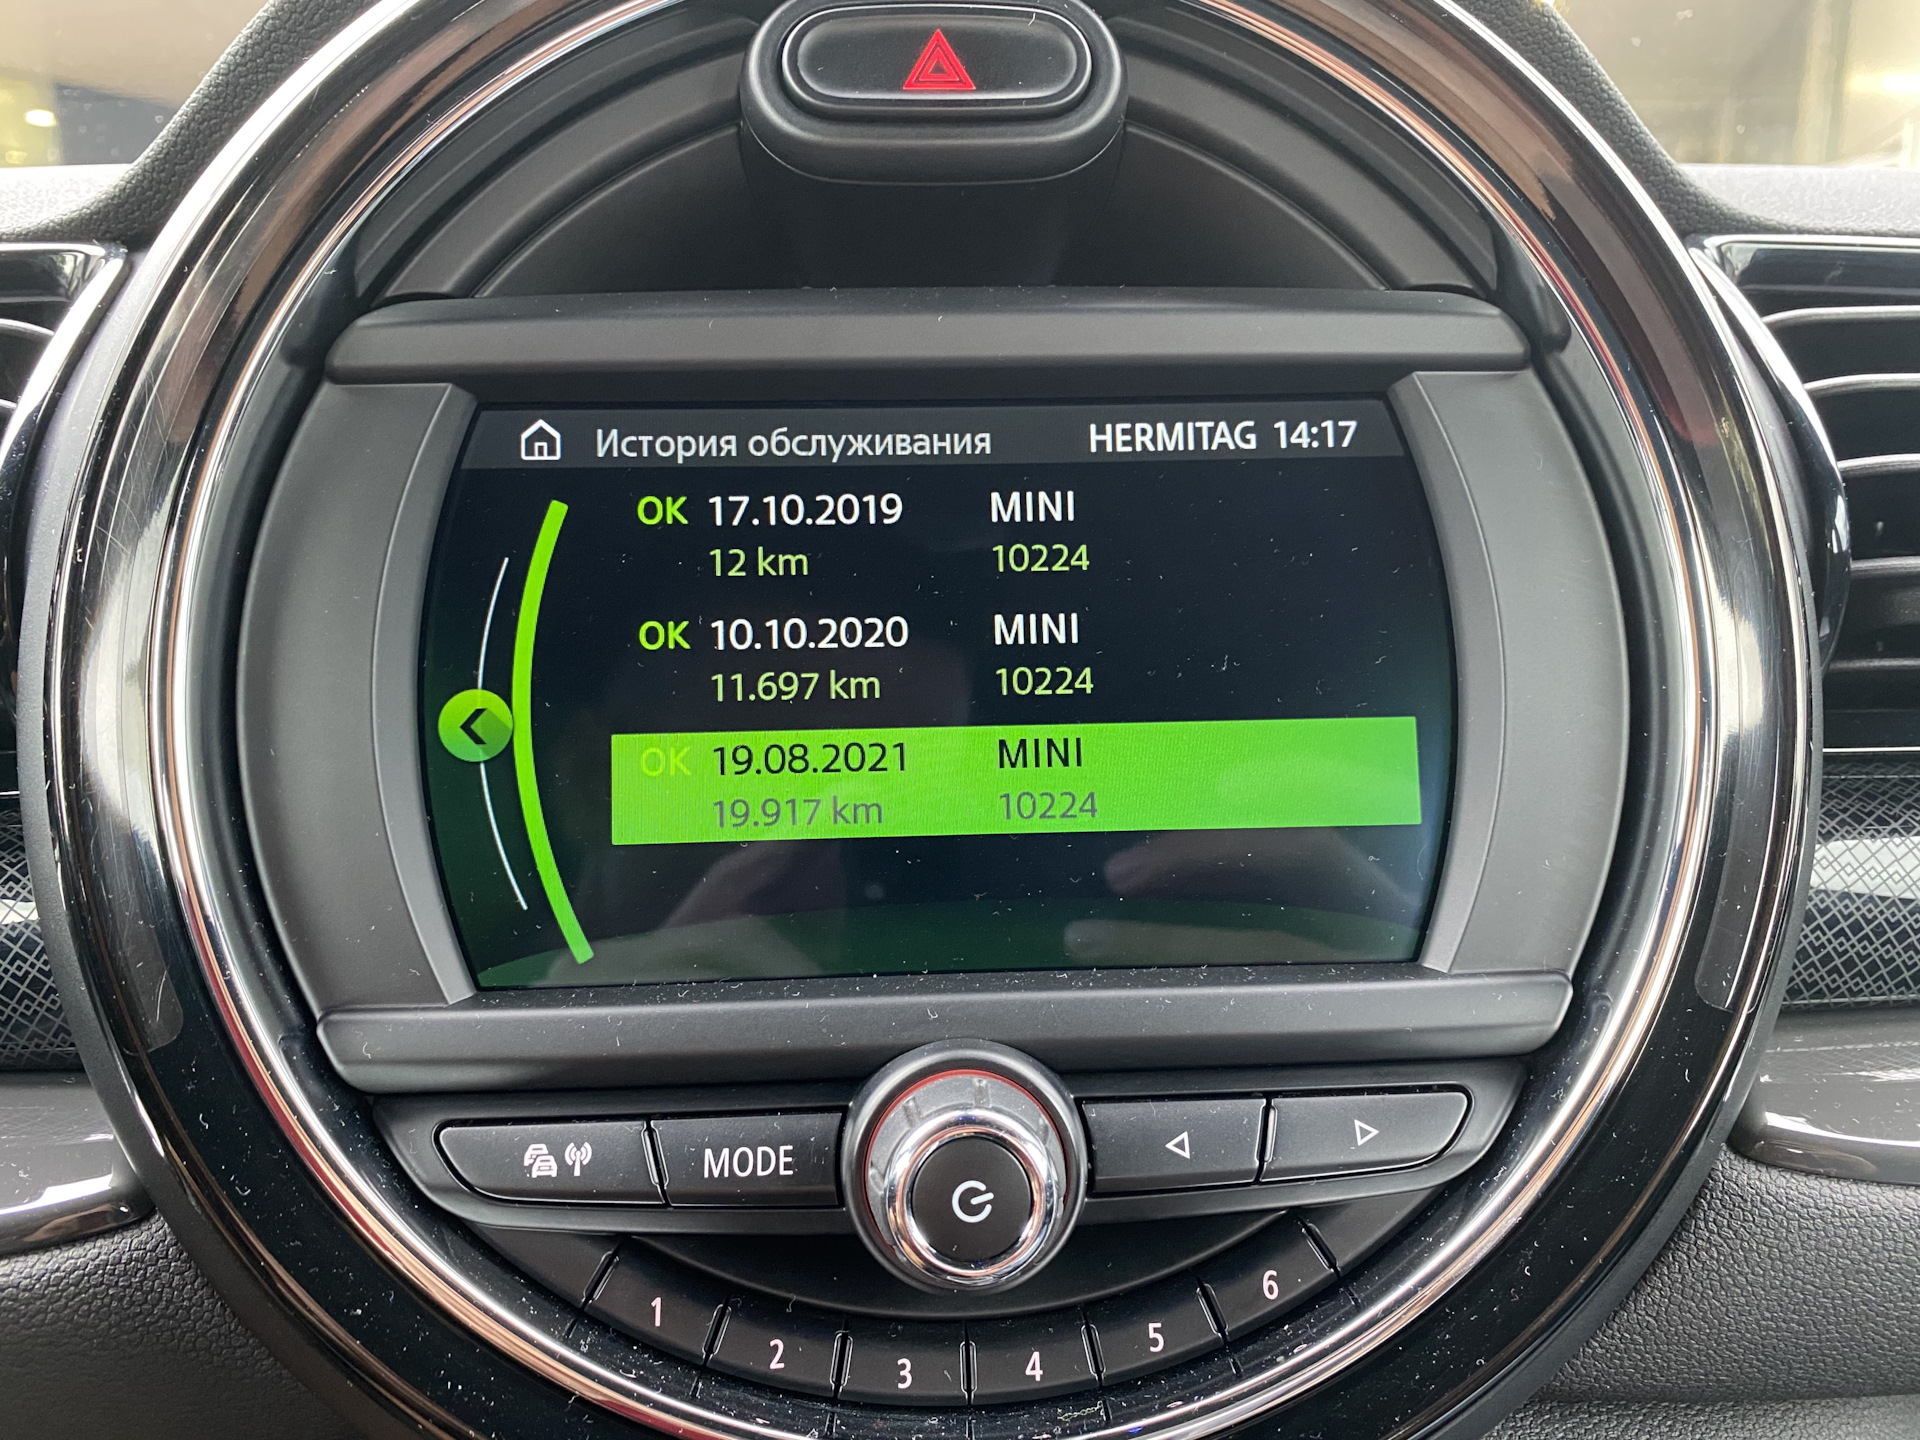 История обслуживания HERMITAG 14:17
OK 17.10.2019 MINI
12 km 10224
OK 10.10.2020 MINI
11.697 km 10224
OK 19.08.2021 MINI
19.917 km 10224
MODE
1 2 3 4 5 6